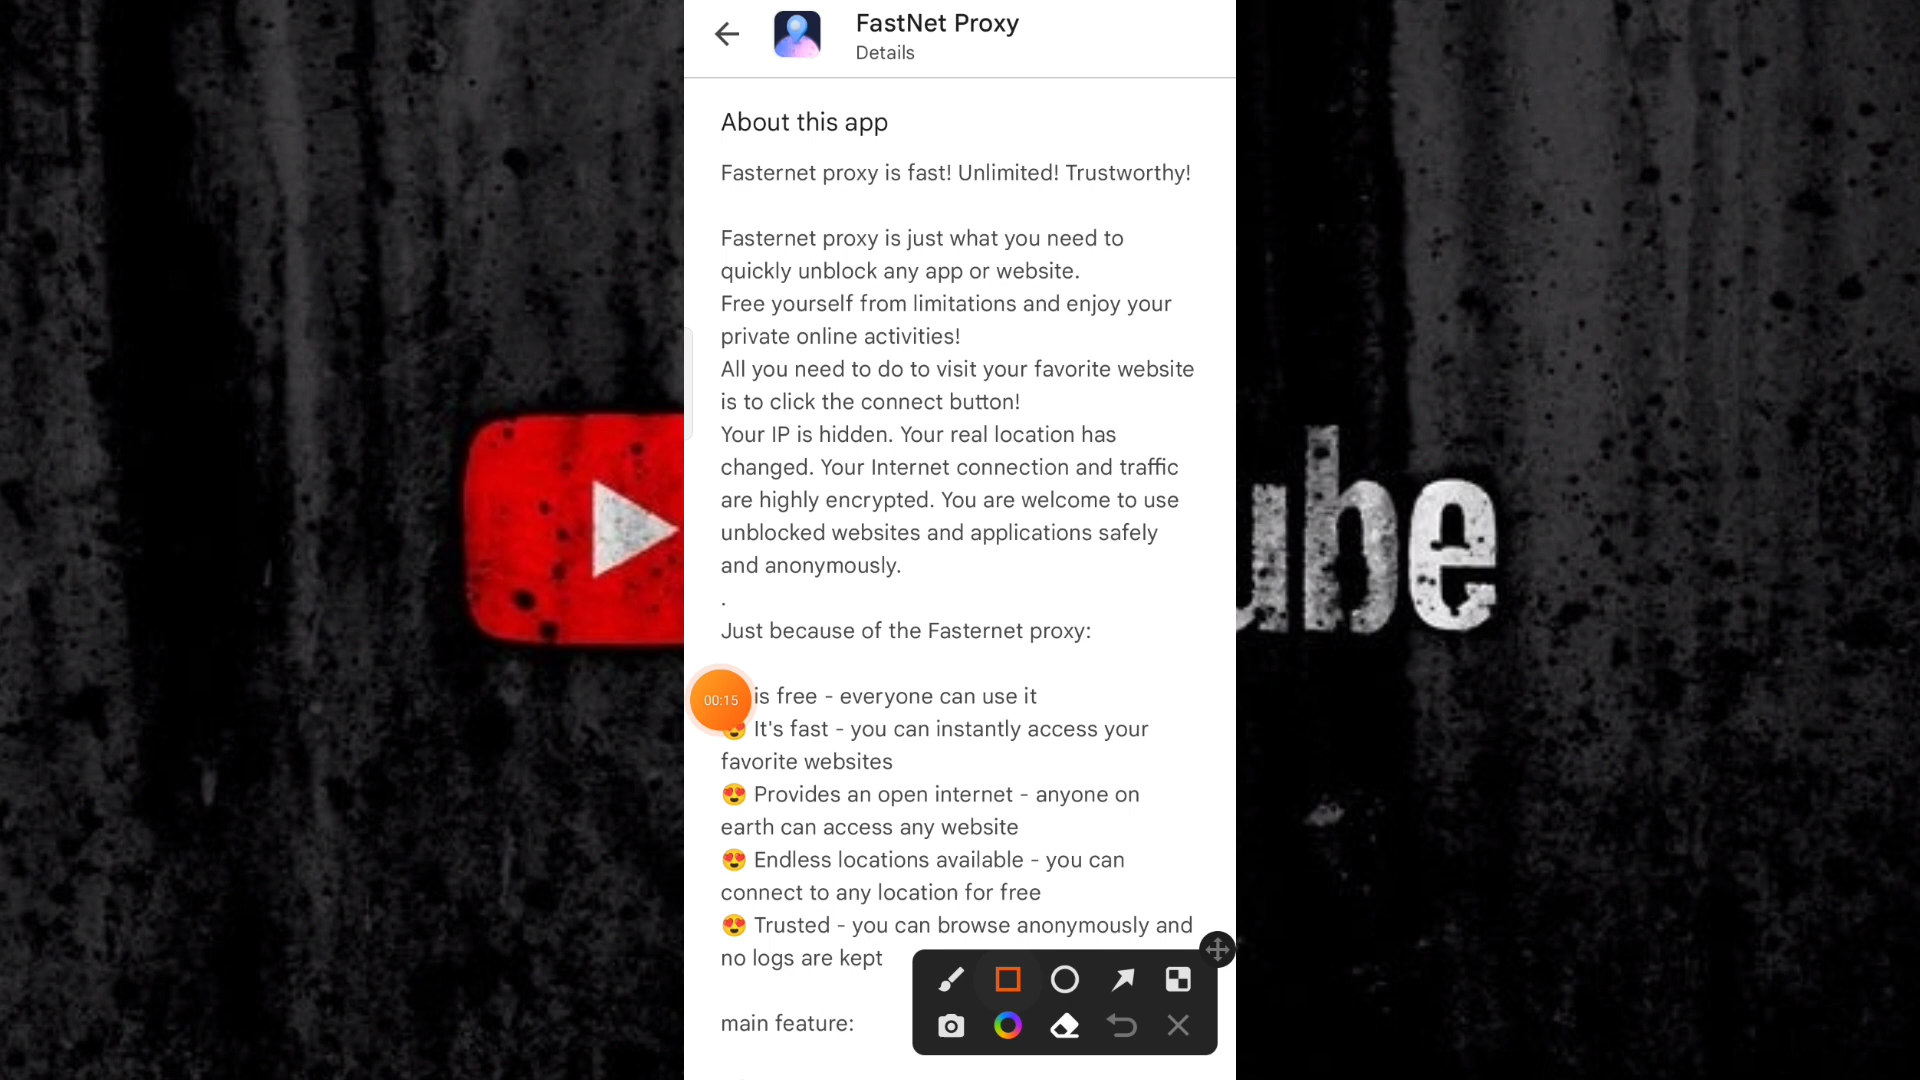 FastNet Proxy
Details
About this app
Fasternet proxy is fast! Unlimited! Trustworthy!
Fasternet proxy is just what you need to
quickly unblock any app or website.
Free yourself from limitations and enjoy your
private online activities!
All you need to do to visit your favorite website
is to click the connect button!
Your IP is hidden. Your real location has
changed. Your Internet connection and traffic
are highly encrypted. You are welcome to use
unblocked websites and applications safely
and anonymously.
.
Just because of the Fasternet proxy:
is free - everyone can use it
00:15
😍 It's fast - you can instantly access your
favorite websites
😍 Provides an open internet - anyone on
earth can access any website
😍 Endless locations available - you can
connect to any location for free
😍 Trusted - you can browse anonymously and
no logs are kept
main feature:
ube